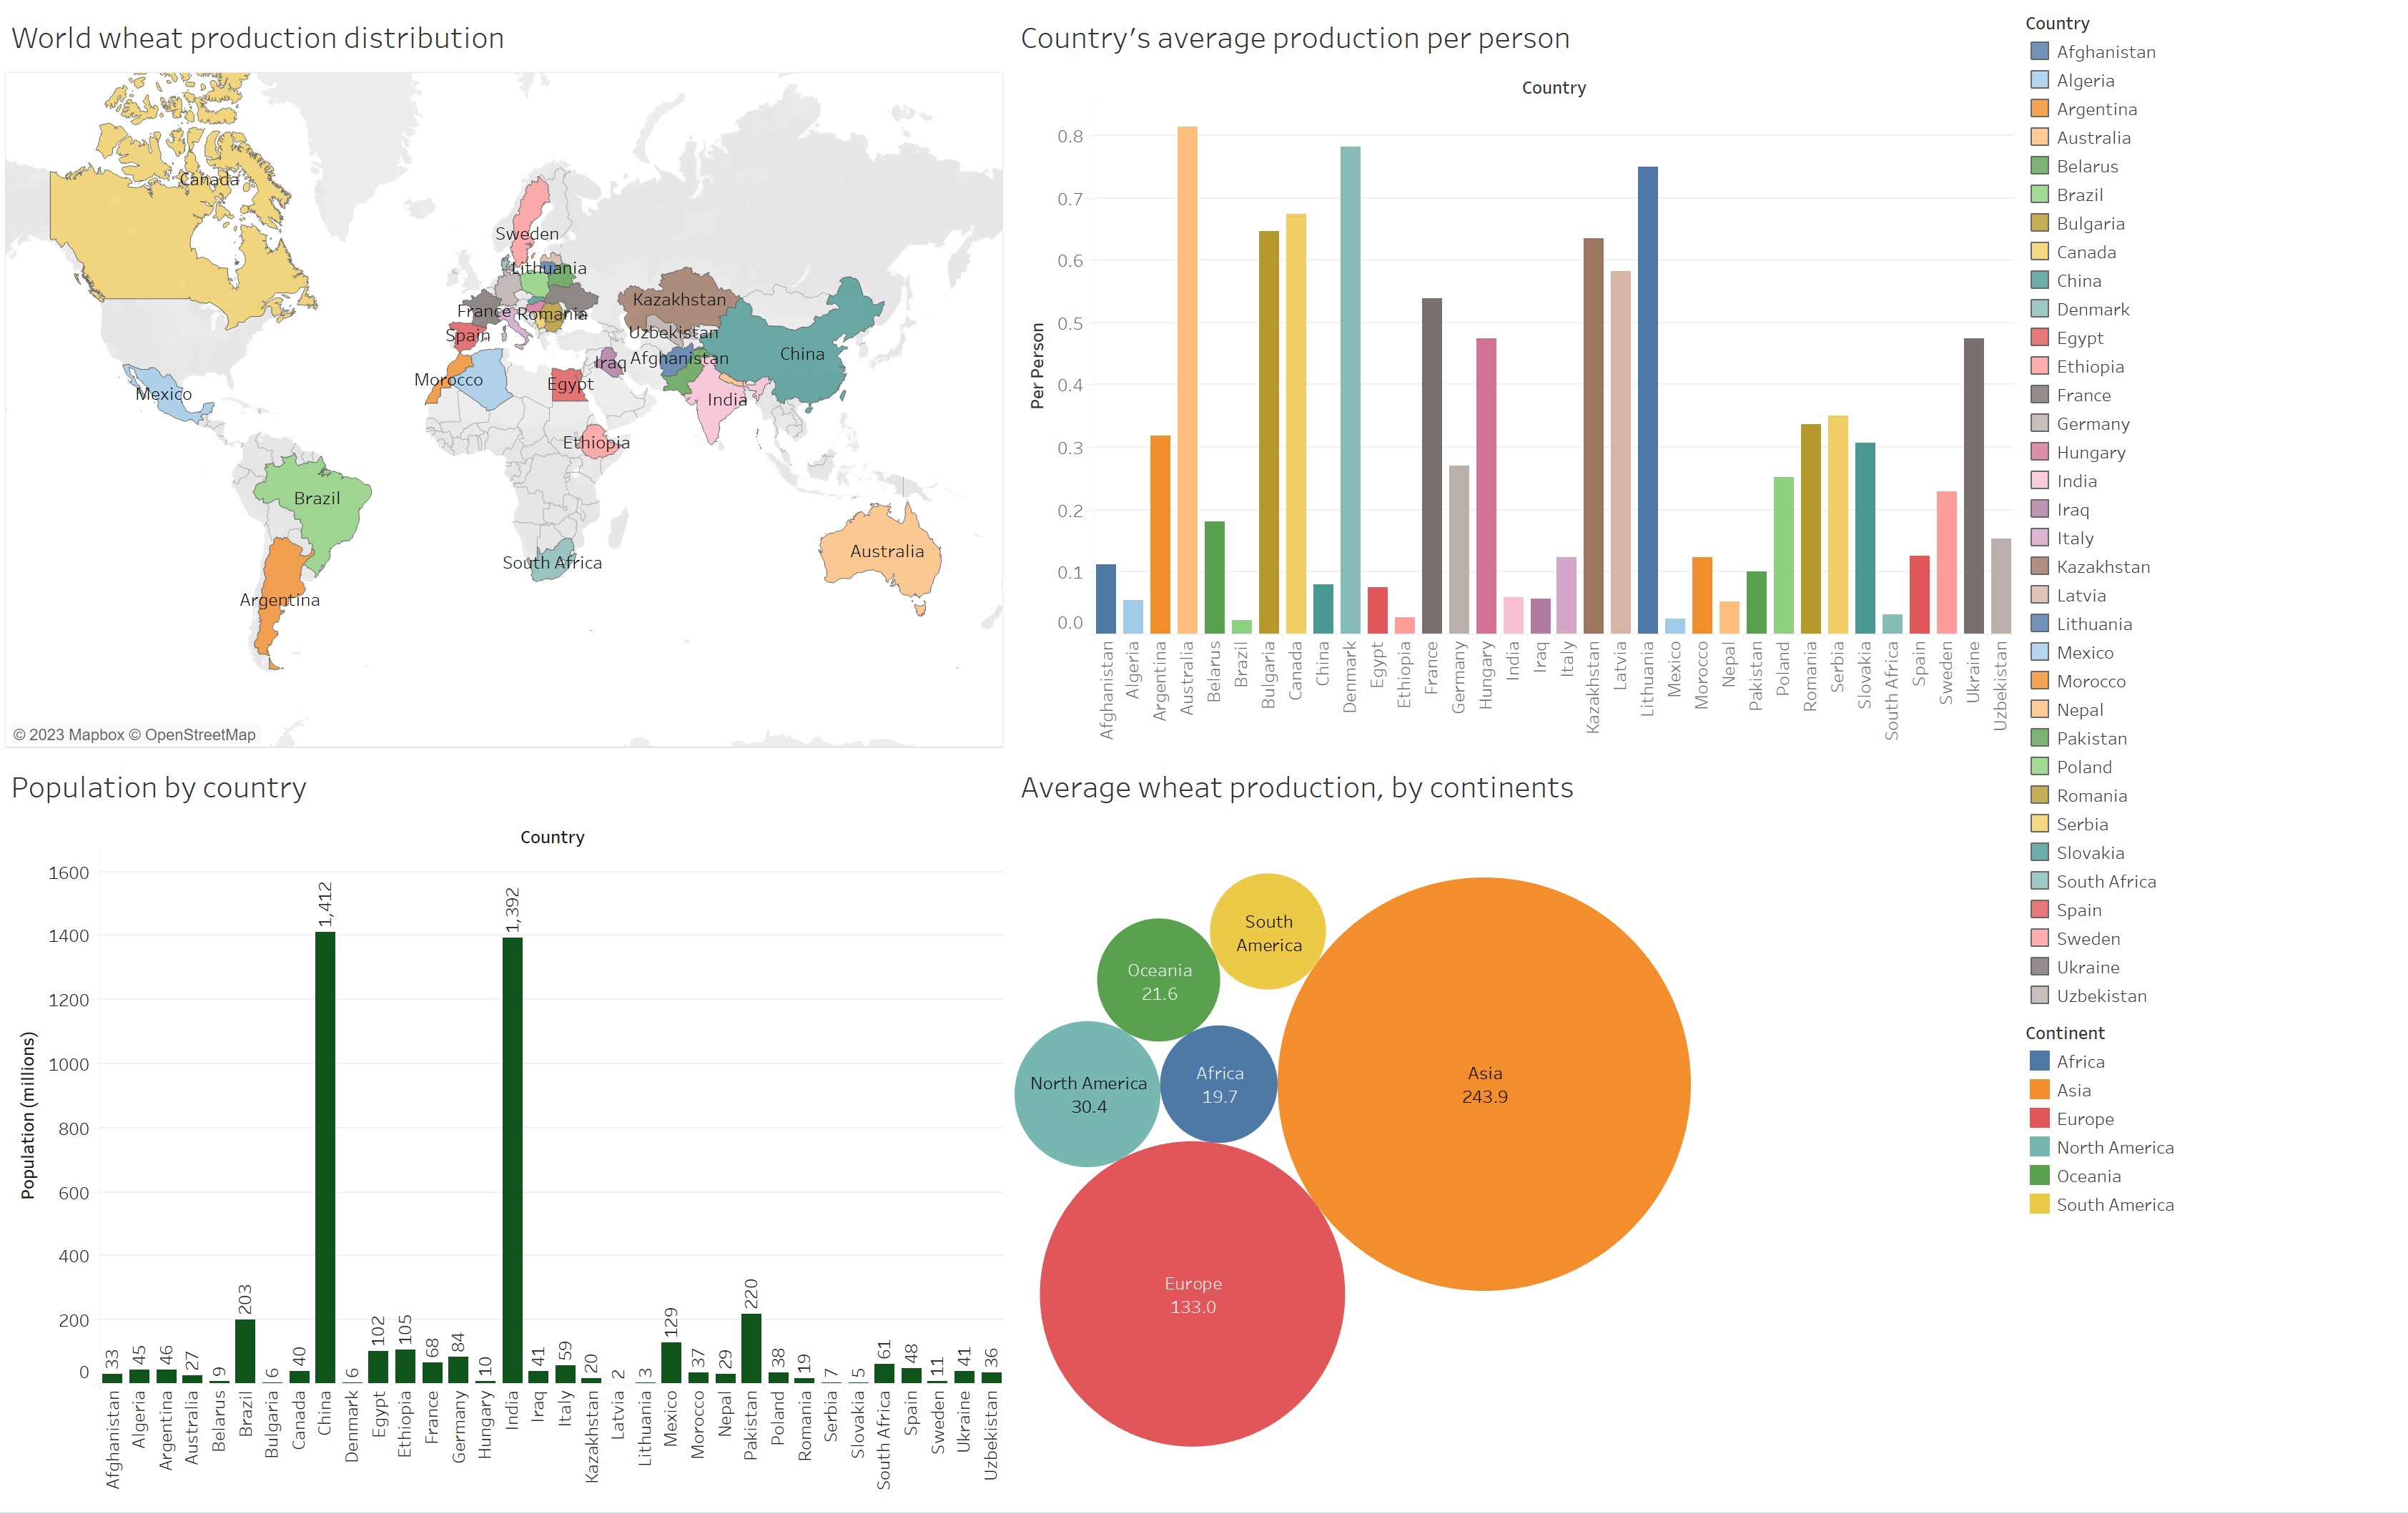 World wheat production distribution
Canada
Sweden
Lithuania
Kazakhstan
France
Romania
Uzbekistan
Spain
China
Iraq
Afghanistan
Morocco
Egypt
Mexico
India
Ethiopia
Brazil
Australia
South Africa
Argentina
© 2023 Mapbox © OpenStreetMap
Country's average production per person
Country
Per Person
0.8
0.7
0.6
0.5
0.4
0.3
0.2
0.1
0.0
Afghanistan
Algeria
Argentina
Australia
Belarus
Brazil
Bulgaria
Canada
China
Denmark
Egypt
Ethiopia
France
Germany
Hungary
India
Iraq
Italy
Kazakhstan
Latvia
Lithuania
Mexico
Morocco
Nepal
Pakistan
Poland
Romania
Serbia
Slovakia
South Africa
Spain
Sweden
Ukraine
Uzbekistan
Country
Afghanistan
Algeria
Argentina
Australia
Belarus
Brazil
Bulgaria
Canada
China
Denmark
Egypt
Ethiopia
France
Germany
Hungary
India
Iraq
Italy
Kazakhstan
Latvia
Lithuania
Mexico
Morocco
Nepal
Pakistan
Poland
Romania
Serbia
Slovakia
South Africa
Spain
Sweden
Ukraine
Uzbekistan
Continent
Africa
Asia
Europe
North America
Oceania
South America
Population by country
Country
Population (millions)
1600
1400
1200
1000
800
600
400
200
0
33
45
46
27
9
203
6
40
1,412
6
102
105
68
84
10
1,392
41
59
20
2
3
129
37
29
220
38
19
7
5
61
48
11
41
36
Afghanistan
Algeria
Argentina
Australia
Belarus
Brazil
Bulgaria
Canada
China
Denmark
Egypt
Ethiopia
France
Germany
Hungary
India
Iraq
Italy
Kazakhstan
Latvia
Lithuania
Mexico
Morocco
Nepal
Pakistan
Poland
Romania
Serbia
Slovakia
South Africa
Spain
Sweden
Ukraine
Uzbekistan
Average wheat production, by continents
South
America
Oceania
21.6
North America
30.4
Africa
19.7
Asia
243.9
Europe
133.0